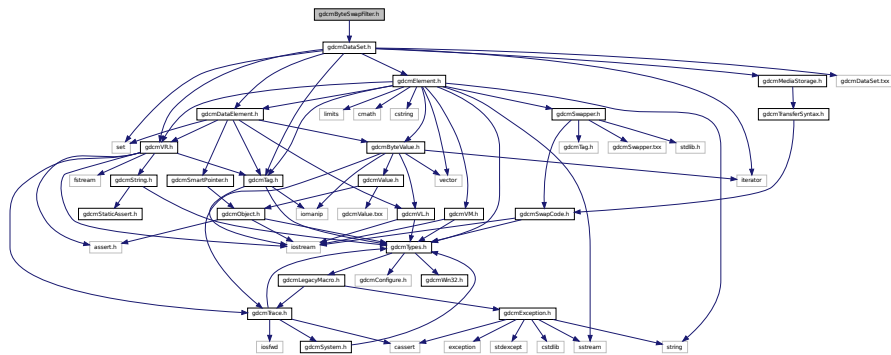 gdcmByteSwapFilter.h
gdcmDataSet.h
gdcmElement.h
gdcmMediaStorage.h
gdcmDataSet.txx
gdcmDataElement.h
limits
cmath
cstring
gdcmSwapper.h
gdcmTransferSyntax.h
set
gdcmVR.h
gdcmByteValue.h
gdcmTag.h
gdcmSwapper.txx
stdlib.h
fstream
gdcmString.h
gdcmSmartPointer.h
gdcmTag.h
gdcmValue.h
vector
iterator
gdcmStaticAssert.h
gdcmObject.h
iomanip
gdcmValue.txx
gdcmVL.h
gdcmVM.h
gdcmSwapCode.h
assert.h
iostream
gdcmTypes.h
gdcmLegacyMacro.h
gdcmConfigure.h
gdcmWin32.h
gdcmTrace.h
gdcmException.h
iosfwd
gdcmSystem.h
cassert
exception
stdexcept
cstdlib
sstream
string